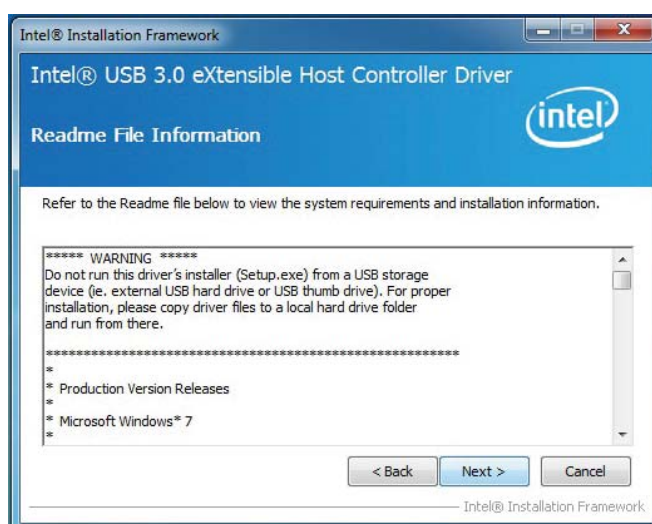 Intel® Installation Framework
Intel® USB 3.0 eXtensible Host Controller Driver
Readme File Information
intel
Refer to the Readme file below to view the system requirements and installation information.
***** WARNING *****
Do not run this driver's installer (Setup.exe) from a USB storage
device (ie. external USB hard drive or USB thumb drive). For proper
installation, please copy driver files to a local hard drive folder
and run from there.
*******************************************************
*
* Production Version Releases
*
* Microsoft Windows* 7
*
< Back
Next >
Cancel
Intel® Installation Framework